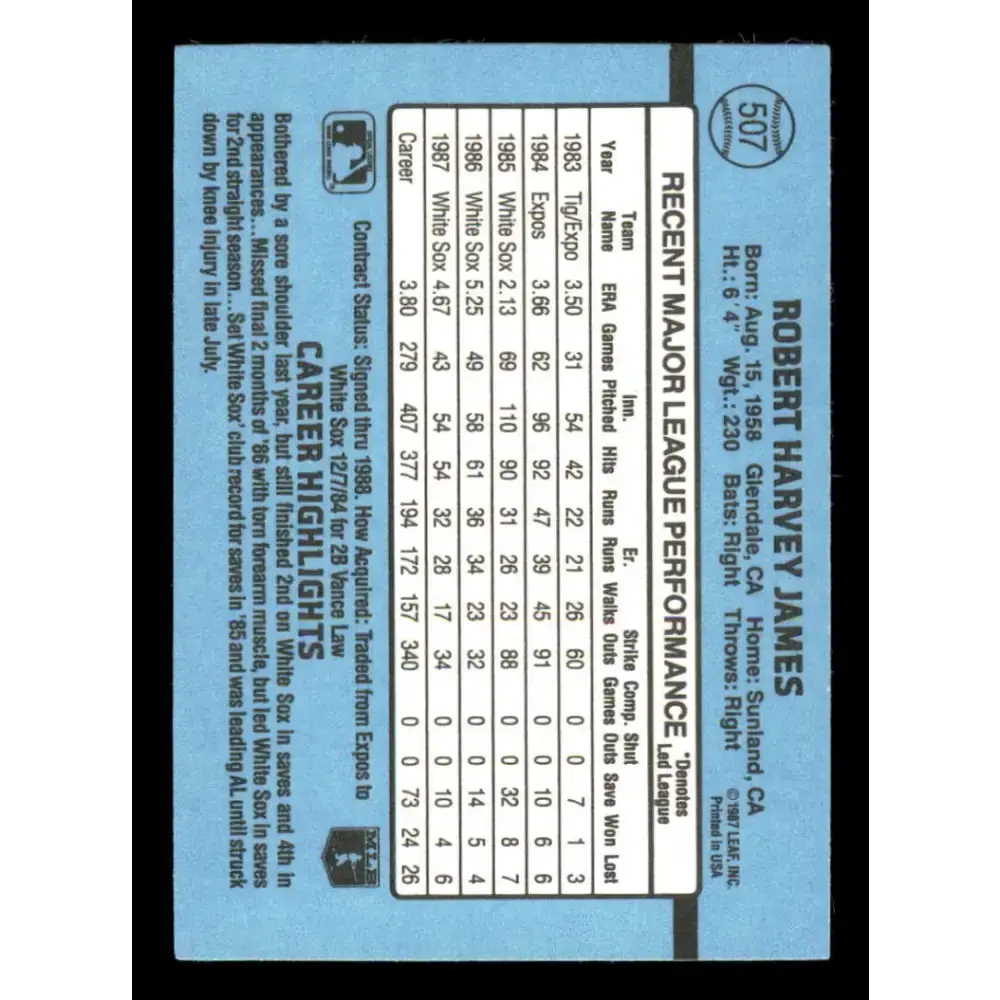 507
ROBERT HARVEY JAMES
Born: Aug. 15, 1958 Glendale, CA Home: Sunland, CA
Ht.: 6'4" Wgt.: 230 Bats: Right Throws: Right
©1987 LEAF, INC.
Printed in USA
RECENT MAJOR LEAGUE PERFORMANCE *Denotes
Led League
Team Inn. Er. Strike Comp. Shut
Year Name ERA Games Pitched Hits Runs Runs Walks Outs Games Outs Save Won Lost
1983 Tig/Expo 3.50 31 54 42 22 21 26 60 0 0 7 1 3
1984 Expos 3.66 62 96 92 47 39 45 91 0 0 10 6 6
1985 White Sox 2.13 69 110 90 31 26 23 88 0 0 32 8 7
1986 White Sox 5.25 49 58 61 36 34 23 32 0 0 14 5 4
1987 White Sox 4.67 43 54 54 32 28 17 34 0 0 10 4 6
Career 3.80 279 407 377 194 172 157 340 0 0 73 24 26
Contract Status: Signed thru 1988. How Acquired: Traded from Expos to
White Sox 12/7/84 for 2B Vance Law
MLB
CAREER HIGHLIGHTS
Bothered by a sore shoulder last year, but still finished 2nd on White Sox in saves and 4th in
appearances...Missed final 2 months of '86 with torn forearm muscle, but led White Sox in saves
for 2nd straight season...Set White Sox' club record for saves in '85 and was leading AL until struck
down by knee injury in late July.